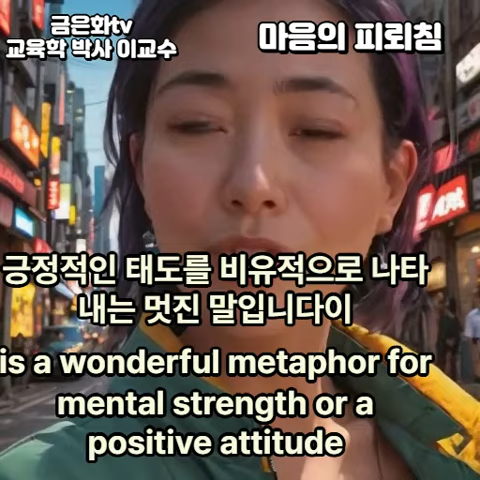 금은화tv
교육학 박사 이교수
마음의 피뢰침
긍정적인 태도를 비유적으로 나타
내는 멋진 말입니다이
is a wonderful metaphor for
mental strength or a
positive attitude